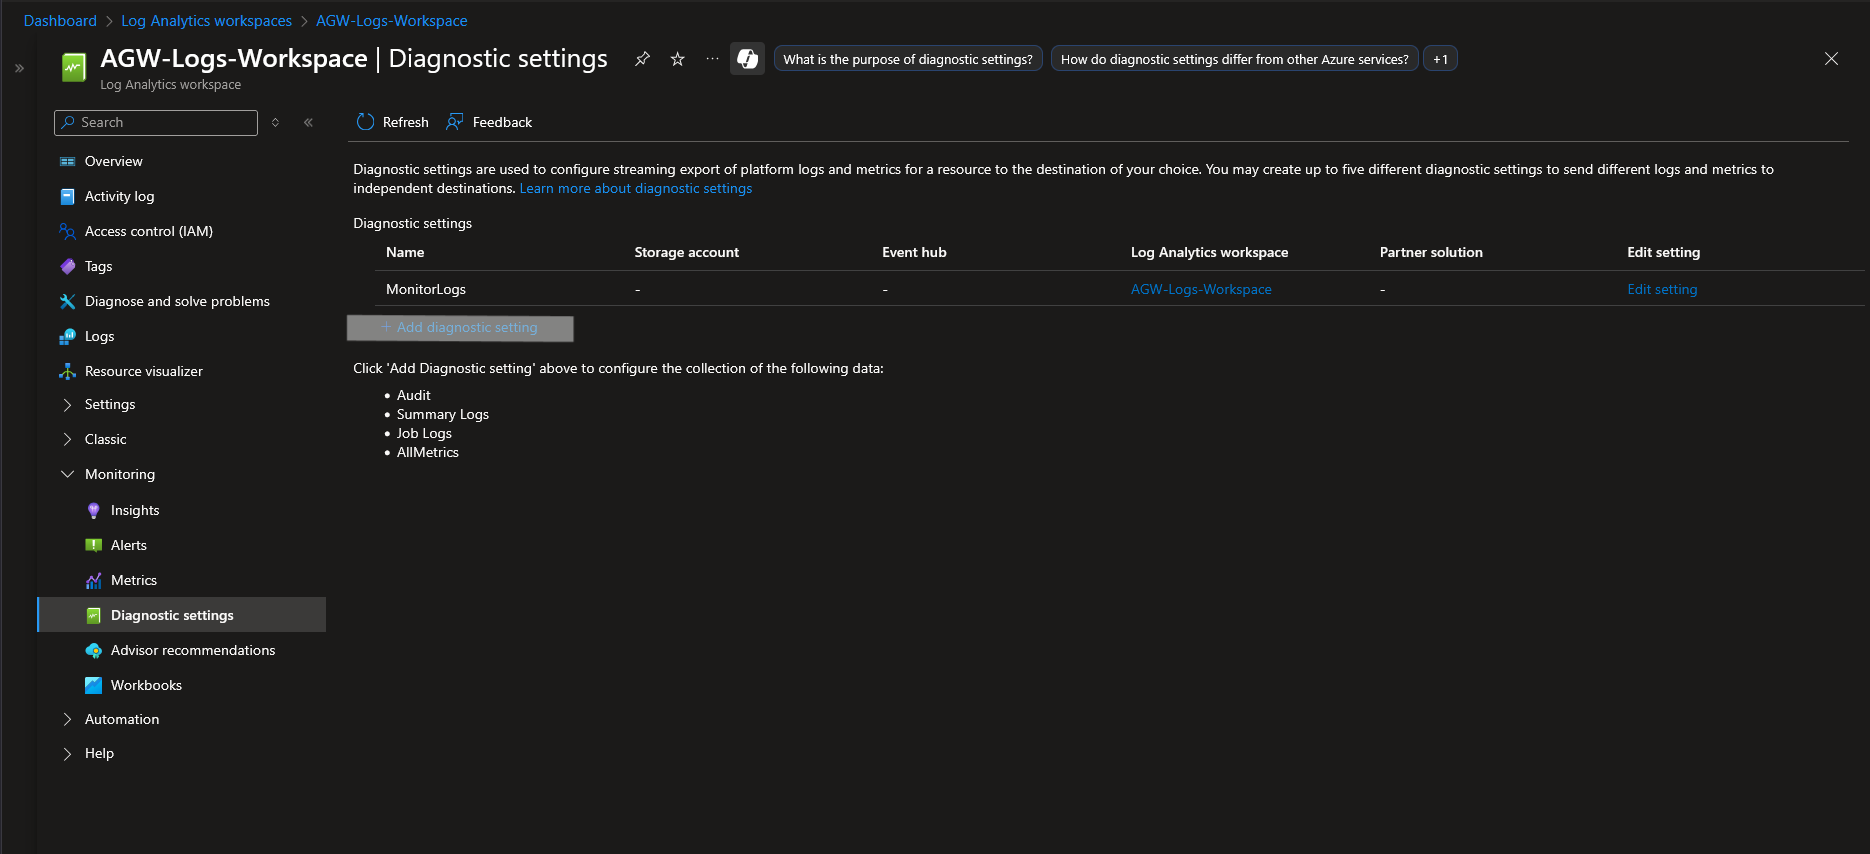 Dashboard > Log Analytics workspaces > AGW-Logs-Workspace
AGW-Logs-Workspace | Diagnostic settings
What is the purpose of diagnostic settings?
How do diagnostic settings differ from other Azure services?
+1
Log Analytics workspace
Search
Overview
Activity log
Access control (IAM)
Tags
Diagnose and solve problems
Logs
Resource visualizer
Settings
Classic
Monitoring
Insights
Alerts
Metrics
Diagnostic settings
Advisor recommendations
Workbooks
Automation
Help
Refresh
Feedback
Diagnostic settings are used to configure streaming export of platform logs and metrics for a resource to the destination of your choice. You may create up to five different diagnostic settings to send different logs and metrics to
independent destinations. Learn more about diagnostic settings
Diagnostic settings
Name Storage account Event hub Log Analytics workspace Partner solution Edit setting
MonitorLogs - - AGW-Logs-Workspace - Edit setting
+ Add diagnostic setting
Click 'Add Diagnostic setting' above to configure the collection of the following data:
• Audit
• Summary Logs
• Job Logs
• AllMetrics